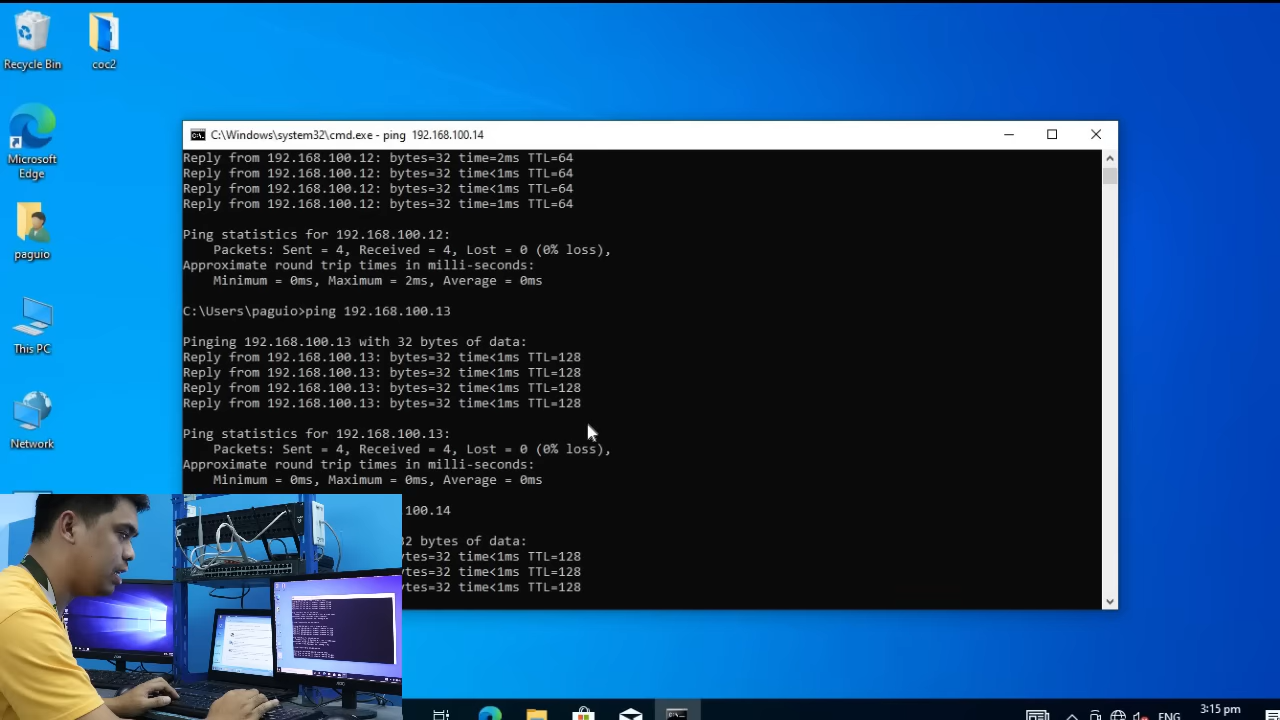 Recycle Bin
coc2
Microsoft
Edge
paguio
This PC
Network
C:\Windows\system32\cmd.exe - ping 192.168.100.14
Reply from 192.168.100.12: bytes=32 time=2ms TTL=64
Reply from 192.168.100.12: bytes=32 time<1ms TTL=64
Reply from 192.168.100.12: bytes=32 time<1ms TTL=64
Reply from 192.168.100.12: bytes=32 time=1ms TTL=64
Ping statistics for 192.168.100.12:
Packets: Sent = 4, Received = 4, Lost = 0 (0% loss),
Approximate round trip times in milli-seconds:
Minimum = 0ms, Maximum = 2ms, Average = 0ms
C:\Users\paguio>ping 192.168.100.13
Pinging 192.168.100.13 with 32 bytes of data:
Reply from 192.168.100.13: bytes=32 time<1ms TTL=128
Reply from 192.168.100.13: bytes=32 time<1ms TTL=128
Reply from 192.168.100.13: bytes=32 time<1ms TTL=128
Reply from 192.168.100.13: bytes=32 time<1ms TTL=128
Ping statistics for 192.168.100.13:
Packets: Sent = 4, Received = 4, Lost = 0 (0% loss),
Approximate round trip times in milli-seconds:
Minimum = 0ms, Maximum = 0ms, Average = 0ms
100.14
32 bytes of data:
ytes=32 time<1ms TTL=128
ytes=32 time<1ms TTL=128
ytes=32 time<1ms TTL=128
ENG
3:15 pm